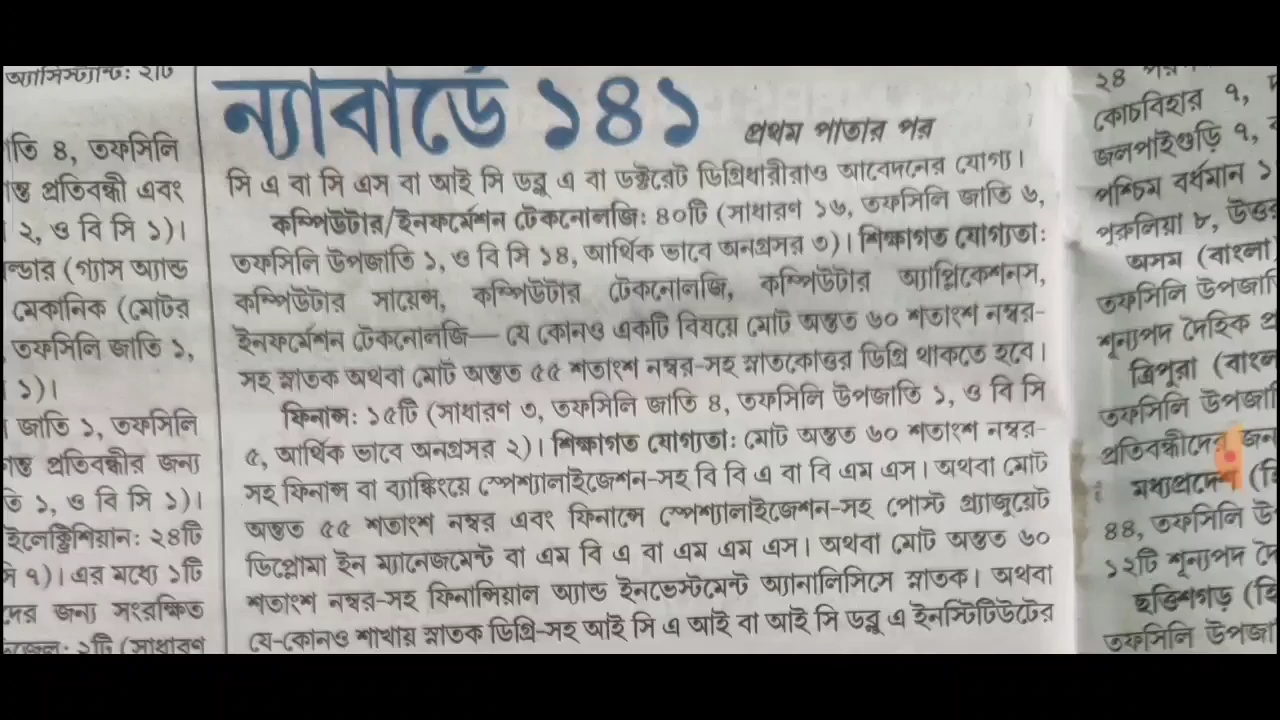 অ্যাসিস্ট্যান্ট: ২টি
তি ৪, তফসিলি
প্রতিবন্ধী এবং
২, ও বি সি ১)।
ল্ডার (গ্যাস অ্যান্ড
মেকানিক (মোটর
তফসিলি জাতি ১,
১)।
জাতি ১, তফসিলি
প্রতিবন্ধীর জন্য
তি ১, ও বি সি ১)।
ইলেক্ট্রিশিয়ান: ২৪টি
সি ৭)। এর মধ্যে ১টি
দের জন্য সংরক্ষিত
১টি (সাধারণ
ন্যাবার্ডে ১৪১
প্রথম পাতার পর
সি এ বা সি এস বা আই সি ডব্লু এ বা ডক্টরেট ডিগ্রিধারীরাও আবেদনের যোগ্য।
কম্পিউটার/ইনফর্মেশন টেকনোলজি: ৪০টি (সাধারণ ১৬, তফসিলি জাতি ৬,
তফসিলি উপজাতি ১, ও বি সি ১৪, আর্থিক ভাবে অনগ্রসর ৩)। শিক্ষাগত যোগ্যতা:
কম্পিউটার সায়েন্স, কম্পিউটার টেকনোলজি, কম্পিউটার অ্যাপ্লিকেশনস,
ইনফর্মেশন টেকনোলজি— যে কোনও একটি বিষয়ে মোট অন্তত ৬০ শতাংশ নম্বর-
সহ স্নাতক অথবা মোট অন্তত ৫৫ শতাংশ নম্বর-সহ স্নাতকোত্তর ডিগ্রি থাকতে হবে।
ফিনান্স: ১৫টি (সাধারণ ৩, তফসিলি জাতি ৪, তফসিলি উপজাতি ১, ও বি সি
৫, আর্থিক ভাবে অনগ্রসর ২)। শিক্ষাগত যোগ্যতা: মোট অন্তত ৬০ শতাংশ নম্বর-
সহ ফিনান্স বা ব্যাঙ্কিংয়ে স্পেশ্যালাইজেশন-সহ বি বি এ বা বি এম এস। অথবা মোট
অন্তত ৫৫ শতাংশ নম্বর এবং ফিনান্সে স্পেশ্যালাইজেশন-সহ পোস্ট গ্র্যাজুয়েট
ডিপ্লোমা ইন ম্যানেজমেন্ট বা এম বি এ বা এম এম এস। অথবা মোট অন্তত ৬০
শতাংশ নম্বর-সহ ফিনান্সিয়াল অ্যান্ড ইনভেস্টমেন্ট অ্যানালিসিসে স্নাতক। অথবা
যে-কোনও শাখায় স্নাতক ডিগ্রি-সহ আই সি এ আই বা আই সি ডব্লু এ ইনস্টিটিউটের
২৪
কোচবিহার ৭,
জলপাইগুড়ি ৭,
পশ্চিম বর্ধমান ১
পুরুলিয়া ৮, উত্তর
অসম (বাংলা
তফসিলি উপজাতি
শূন্যপদ দৈহিক প্র
ত্রিপুরা (বাংলা
তফসিলি উপজা
প্রতিবন্ধীদের জন
মধ্যপ্রদেশ (হি
৪৪, তফসিলি উ
১২টি শূন্যপদ দৈ
ছত্তিশগড় (হি
তফসিলি উপজা